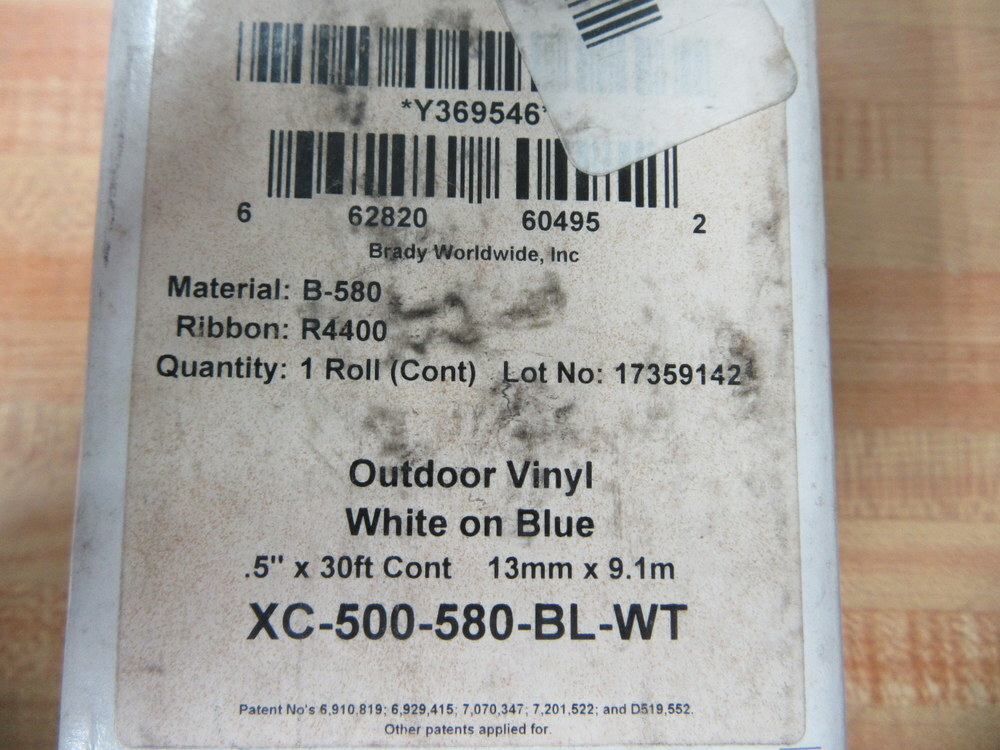 *Y369546*
6 62820 60495 2
Brady Worldwide, Inc
Material: B-580
Ribbon: R4400
Quantity: 1 Roll (Cont) Lot No: 17359142
Outdoor Vinyl
White on Blue
.5" x 30ft Cont 13mm x 9.1m
XC-500-580-BL-WT
Patent No's 6,910,819; 6,929,415; 7,070,347; 7,201,522; and D519,552.
Other patents applied for.